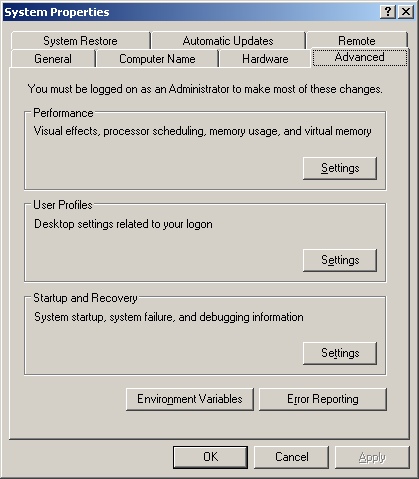 System Properties
System Restore Automatic Updates Remote
General Computer Name Hardware Advanced
You must be logged on as an Administrator to make most of these changes.
Performance
Visual effects, processor scheduling, memory usage, and virtual memory
Settings
User Profiles
Desktop settings related to your logon
Settings
Startup and Recovery
System startup, system failure, and debugging information
Settings
Environment Variables Error Reporting
OK Cancel Apply